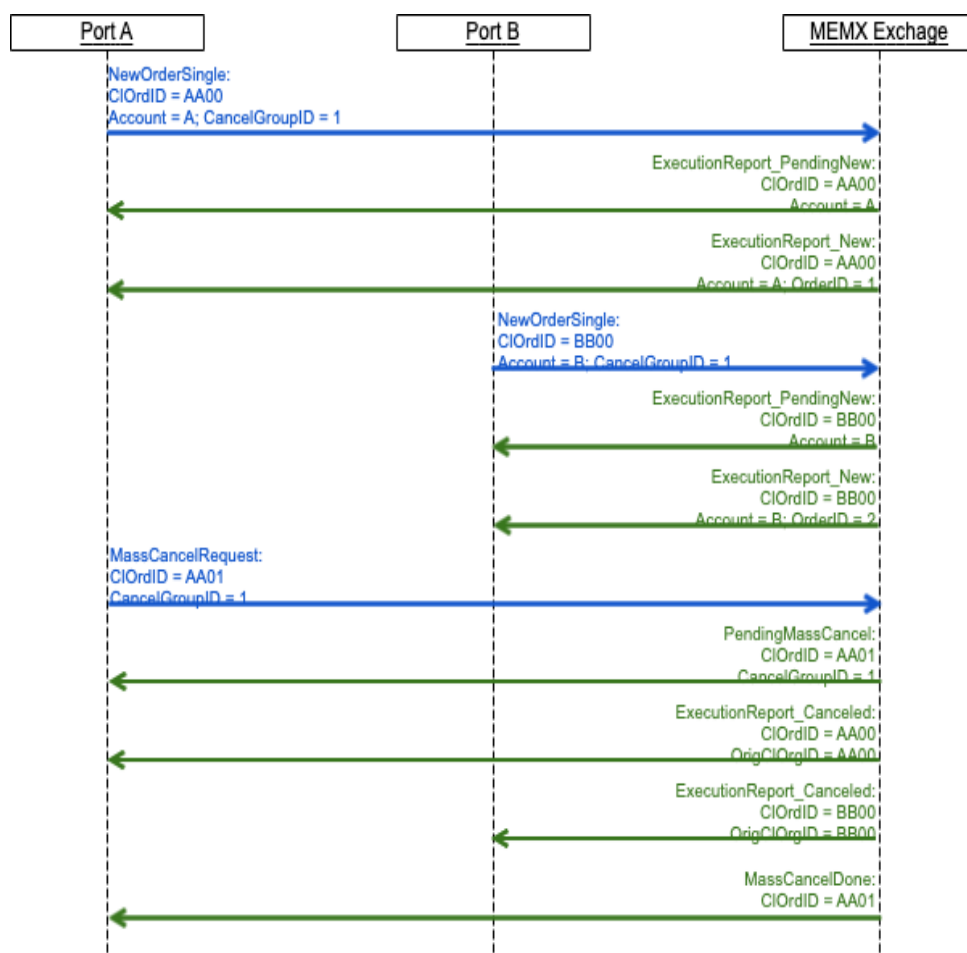 Port A
Port B
MEMX Exchage
NewOrderSingle:
ClOrdID = AA00
Account = A; CancelGroupID = 1
ExecutionReport_PendingNew:
ClOrdID = AA00
Account = A
ExecutionReport_New:
ClOrdID = AA00
Account = A; OrderID = 1
NewOrderSingle:
ClOrdID = BB00
Account = B; CancelGroupID = 1
ExecutionReport_PendingNew:
ClOrdID = BB00
Account = B
ExecutionReport_New:
ClOrdID = BB00
Account = B; OrderID = 2
MassCancelRequest:
ClOrdID = AA01
CancelGroupID = 1
PendingMassCancel:
ClOrdID = AA01
CancelGroupID = 1
ExecutionReport_Canceled:
ClOrdID = AA00
OrigClOrgID = AA00
ExecutionReport_Canceled:
ClOrdID = BB00
OrigClOrgID = BB00
MassCancelDone:
ClOrdID = AA01